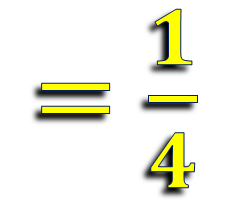 = 1/4